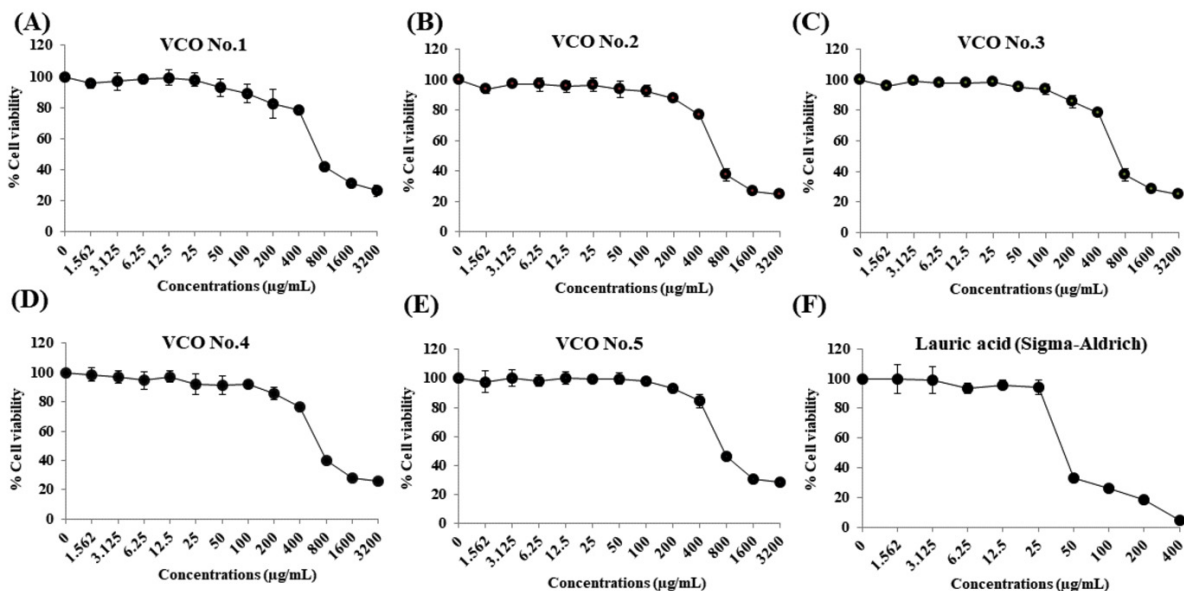 (A)
VCO No.1
120
100
80
60
40
20
0
% Cell viability
0 1.562 3.125 6.25 12.5 25 50 100 200 400 800 1600 3200
Concentrations (µg/mL)
(B)
VCO No.2
120
100
80
60
40
20
0
% Cell viability
0 1.562 3.125 6.25 12.5 25 50 100 200 400 800 1600 3200
Concentrations (µg/mL)
(C)
VCO No.3
120
100
80
60
40
20
0
% Cell viability
0 1.562 3.125 6.25 12.5 25 50 100 200 400 800 1600 3200
Concentrations (µg/mL)
(D)
VCO No.4
120
100
80
60
40
20
0
% Cell viability
0 1.562 3.125 6.25 12.5 25 50 100 200 400 800 1600 3200
Concentrations (µg/mL)
(E)
VCO No.5
120
100
80
60
40
20
0
% Cell viability
0 1.562 3.125 6.25 12.5 25 50 100 200 400 800 1600 3200
Concentrations (µg/mL)
(F)
Lauric acid (Sigma-Aldrich)
120
100
80
60
40
20
0
% Cell viability
0 1.562 3.125 6.25 12.5 25 50 100 200 400
Concentrations (µg/mL)